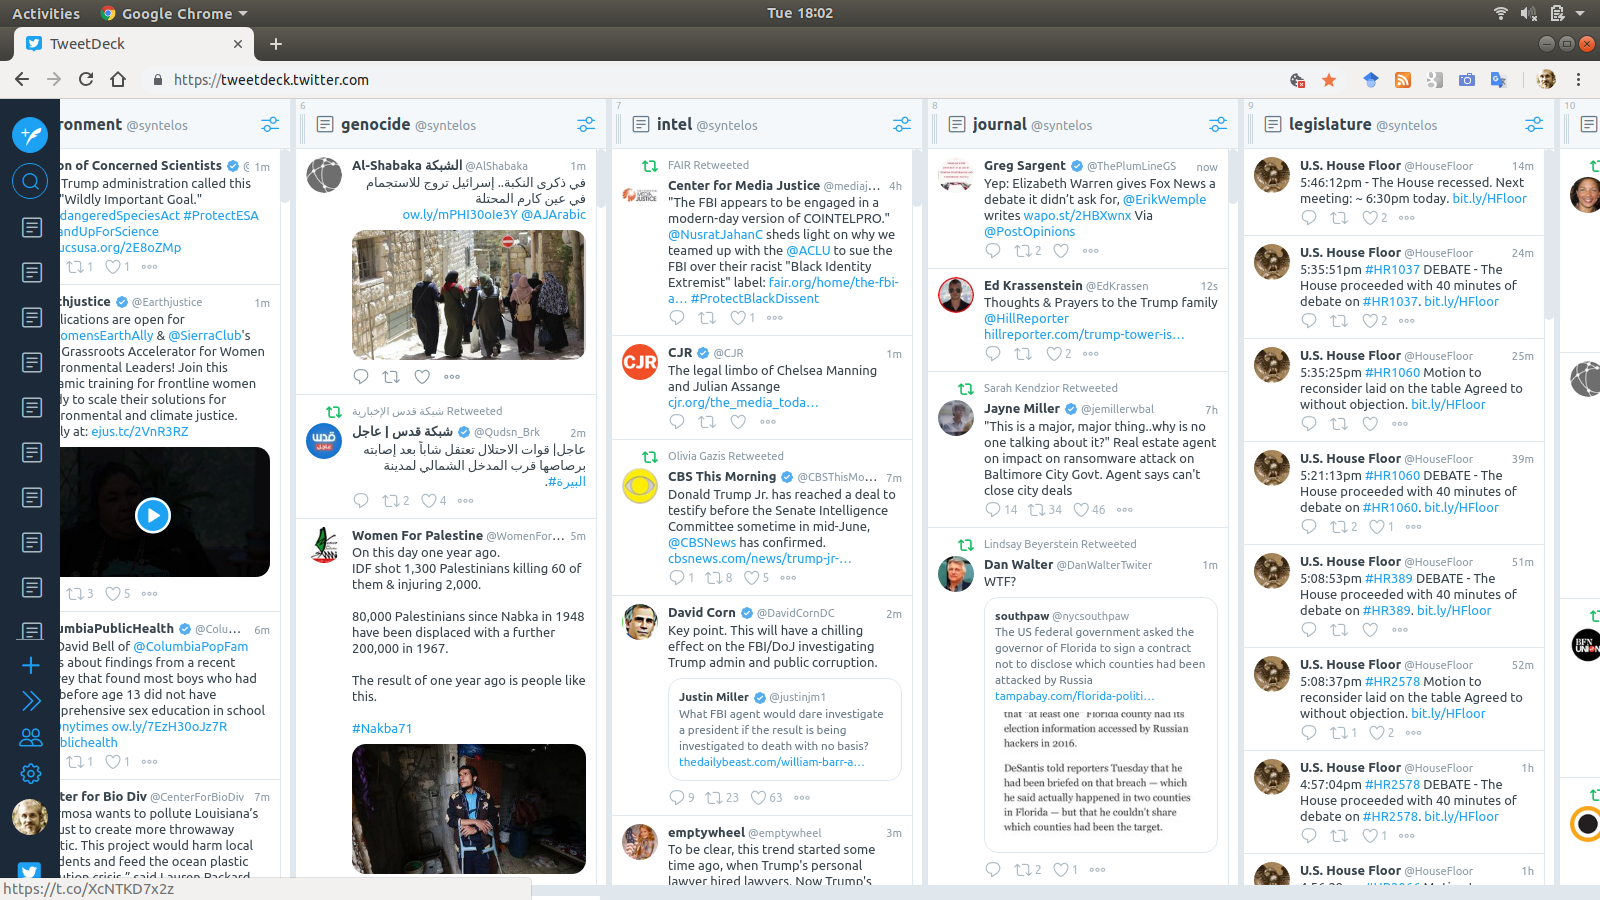 Activities
Google Chrome
Tue 18:02
TweetDeck
https://tweetdeck.twitter.com
ronment @syntelos
on of Concerned Scientists 1m
Trump administration called this
"Wildly Important Goal."
dangeredSpeciesAct #ProtectESA
andUpForScience
ucsusa.org/2E8oZMp
1 1
thjustice @Earthjustice 1m
lications are open for
omensEarthAlly & @SierraClub's
Grassroots Accelerator for Women
ronmental Leaders! Join this
amic training for frontline women
dy to scale their solutions for
ronmental and climate justice.
ly at: ejus.tc/2VnR3RZ
3 5
umbiaPublicHealth @Colu... 6m
David Bell of @ColumbiaPopFam
s about findings from a recent
vey that found most boys who had
before age 13 did not have
prehensive sex education in school
nytimes ow.ly/7EzH30oJz7R
blichealth
1 1
ter for Bio Div @CenterForBioDiv 7m
mosa wants to pollute Louisiana's
ust to create more throwaway
tic. This project would harm local
dents and feed the ocean plastic
ution crisis," said Lauren Packard
https://t.co/XcNTKD7x2z
6
genocide @syntelos
Al-Shabaka الشبكة @AlShabaka 1m
في ذكرى النكبة.. إسرائيل تروج للاستجمام
في عين كارم المحتلة
ow.ly/mPHI30oIe3Y @AJArabic
شبكة قدس الإخبارية Retweeted
شبكة قدس | عاجل @Qudsn_Brk 2m
عاجل| قوات الاحتلال تعتقل شاباً بعد إصابته
برصاصها قرب المدخل الشمالي لمدينة
#البيرة.
2 4
Women For Palestine @WomenFor... 5m
On this day one year ago.
IDF shot 1,300 Palestinians killing 60 of
them & injuring 2,000.
80,000 Palestinians since Nabka in 1948
have been displaced with a further
200,000 in 1967.
The result of one year ago is people like
this.
#Nakba71
7
intel @syntelos
FAIR Retweeted
Center for Media Justice @mediaj... 4h
"The FBI appears to be engaged in a
modern-day version of COINTELPRO."
@NusratJahanC sheds light on why we
teamed up with the @ACLU to sue the
FBI over their racist "Black Identity
Extremist" label: fair.org/home/the-fbi-
a... #ProtectBlackDissent
1
CJR @CJR 1m
The legal limbo of Chelsea Manning
and Julian Assange
cjr.org/the_media_toda...
Olivia Gazis Retweeted
CBS This Morning @CBSThisMo... 7m
Donald Trump Jr. has reached a deal to
testify before the Senate Intelligence
Committee sometime in mid-June,
@CBSNews has confirmed.
cbsnews.com/news/trump-jr-...
1 8 5
David Corn @DavidCornDC 2m
Key point. This will have a chilling
effect on the FBI/DoJ investigating
Trump admin and public corruption.
Justin Miller @justinjm1
What FBI agent would dare investigate
a president if the result is being
investigated to death with no basis?
thedailybeast.com/william-barr-a...
9 23 63
emptywheel @emptywheel 3m
To be clear, this trend started some
time ago, when Trump's personal
lawyer hired lawyers. Now Trump's
8
journal @syntelos
Greg Sargent @ThePlumLineGS now
Yep: Elizabeth Warren gives Fox News a
debate it didn't ask for, @ErikWemple
writes wapo.st/2HBXwnx Via
@PostOpinions
2
Ed Krassenstein @EdKrassen 12s
Thoughts & Prayers to the Trump family
@HillReporter
hillreporter.com/trump-tower-is...
2
Sarah Kendzior Retweeted
Jayne Miller @jemillerwbal 7h
"This is a major, major thing..why is no
one talking about it?" Real estate agent
on impact on ransomware attack on
Baltimore City Govt. Agent says can't
close city deals
14 34 46
Lindsay Beyerstein Retweeted
Dan Walter @DanWalterTwiter 1m
WTF?
southpaw @nycsouthpaw
The US federal government asked the
governor of Florida to sign a contract
not to disclose which counties had been
attacked by Russia
tampabay.com/florida-politi...
that "at least one" Florida county had its
election information accessed by Russian
hackers in 2016.
DeSantis told reporters Tuesday that he
had been briefed on that breach — which
he said actually happened in two counties
in Florida — but that he couldn't share
which counties had been the target.
2 1
9
legislature @syntelos
U.S. House Floor @HouseFloor 14m
5:46:12pm - The House recessed. Next
meeting: ~ 6:30pm today. bit.ly/HFloor
2
U.S. House Floor @HouseFloor 24m
5:35:51pm #HR1037 DEBATE - The
House proceeded with 40 minutes of
debate on #HR1037. bit.ly/HFloor
2
U.S. House Floor @HouseFloor 25m
5:35:25pm #HR1060 Motion to
reconsider laid on the table Agreed to
without objection. bit.ly/HFloor
U.S. House Floor @HouseFloor 39m
5:21:13pm #HR1060 DEBATE - The
House proceeded with 40 minutes of
debate on #HR1060. bit.ly/HFloor
2 1
U.S. House Floor @HouseFloor 51m
5:08:53pm #HR389 DEBATE - The
House proceeded with 40 minutes of
debate on #HR389. bit.ly/HFloor
U.S. House Floor @HouseFloor 52m
5:08:37pm #HR2578 Motion to
reconsider laid on the table Agreed to
without objection. bit.ly/HFloor
1 2
U.S. House Floor @HouseFloor 1h
4:57:04pm #HR2578 DEBATE - The
House proceeded with 40 minutes of
debate on #HR2578. bit.ly/HFloor
1
U.S. House Floor @HouseFloor 1h
10
BFN
UNION